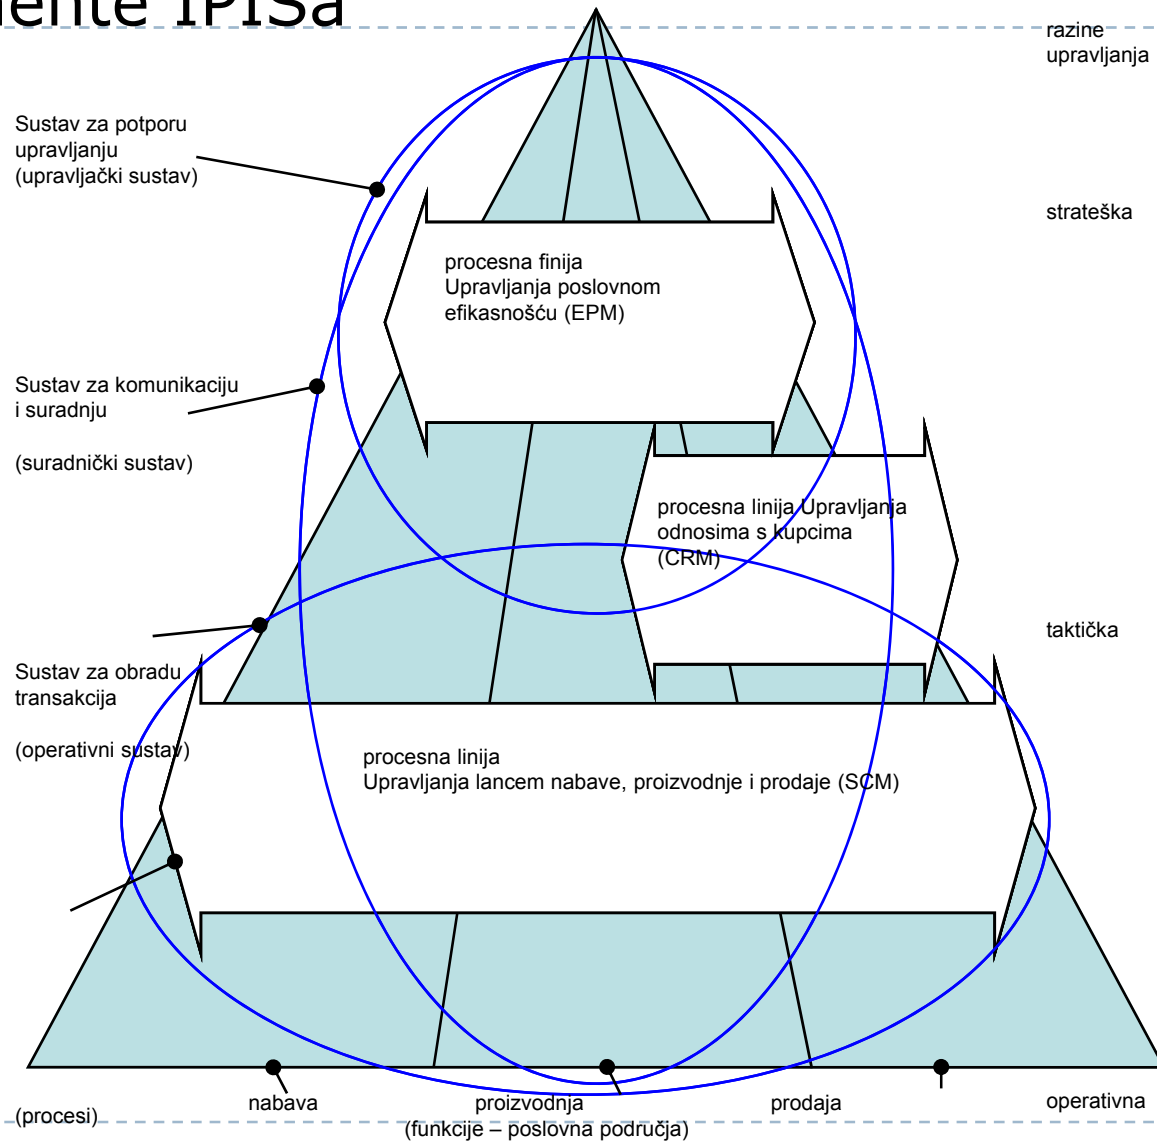 nente IPISa
razine
upravljanja
Sustav za potporu
upravljanju
(upravljački sustav)
strateška
procesna finija
Upravljanja poslovnom
efikasnošću (EPM)
Sustav za komunikaciju
i suradnju
(suradnički sustav)
procesna linija Upravljanja
odnosima s kupcima
(CRM)
taktička
Sustav za obradu
transakcija
(operativni sustav)
procesna linija
Upravljanja lancem nabave, proizvodnje i prodaje (SCM)
(procesi)
nabava
proizvodnja
prodaja
operativna
(funkcije – poslovna područja)